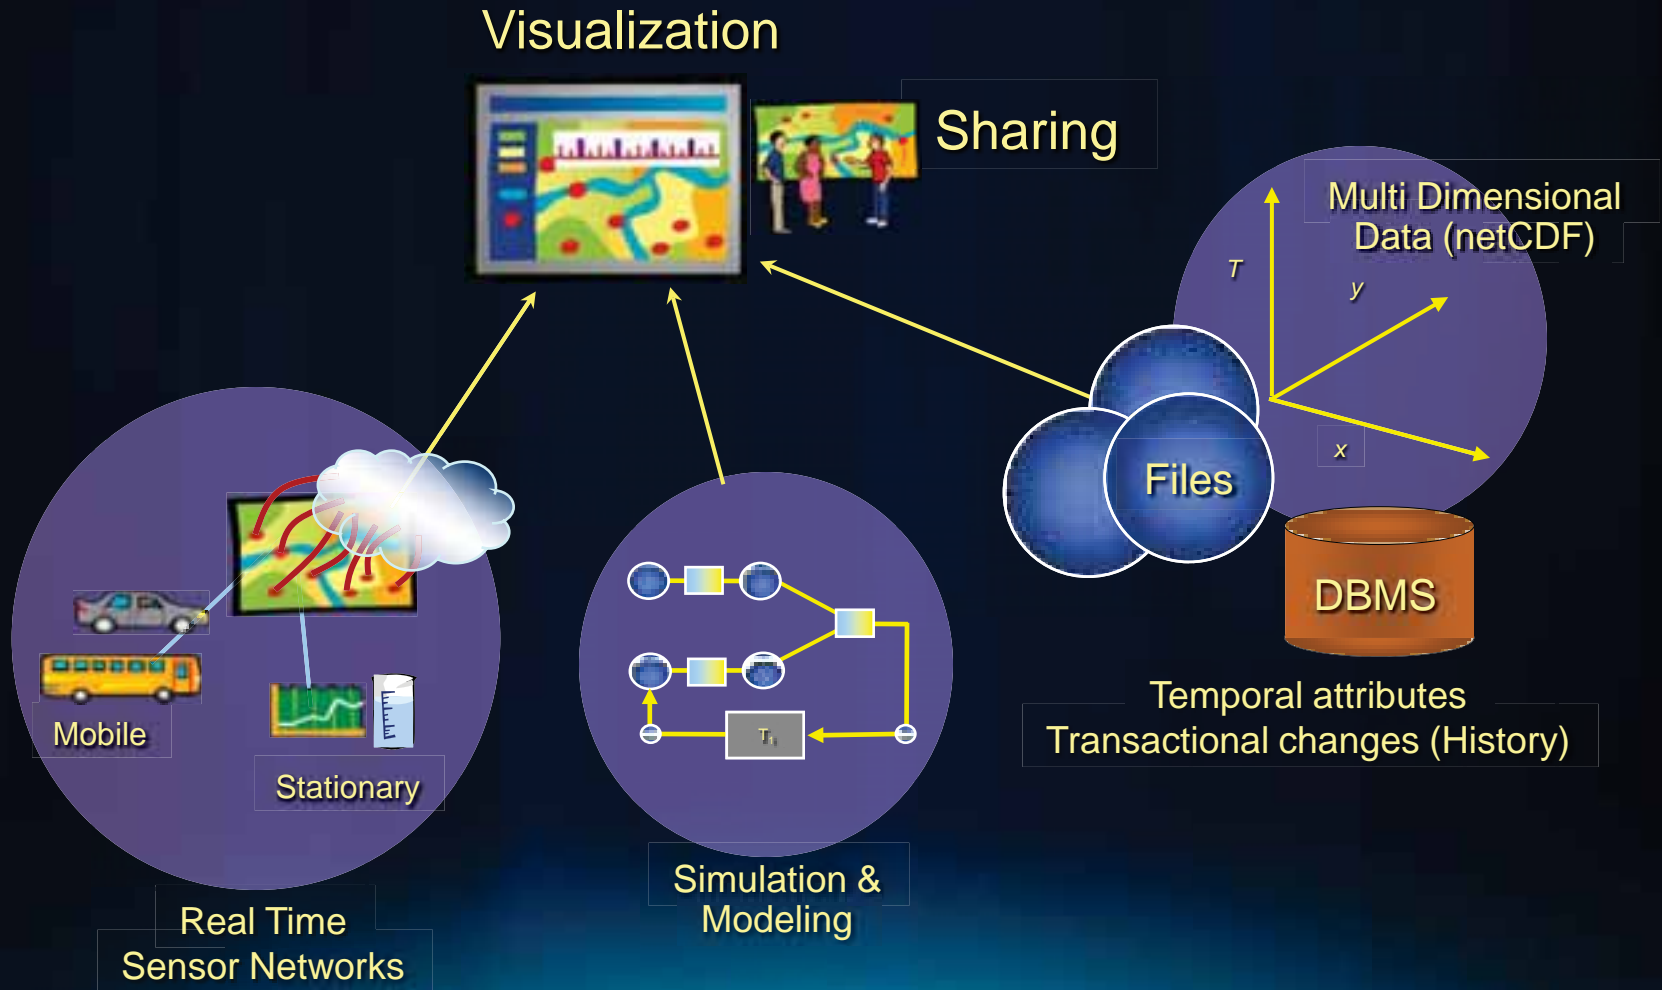 Visualization
Sharing
Multi Dimensional
Data (netCDF)
T
y
x
Files
DBMS
Temporal attributes
Transactional changes (History)
Mobile
Stationary
T₁
Simulation &
Modeling
Real Time
Sensor Networks